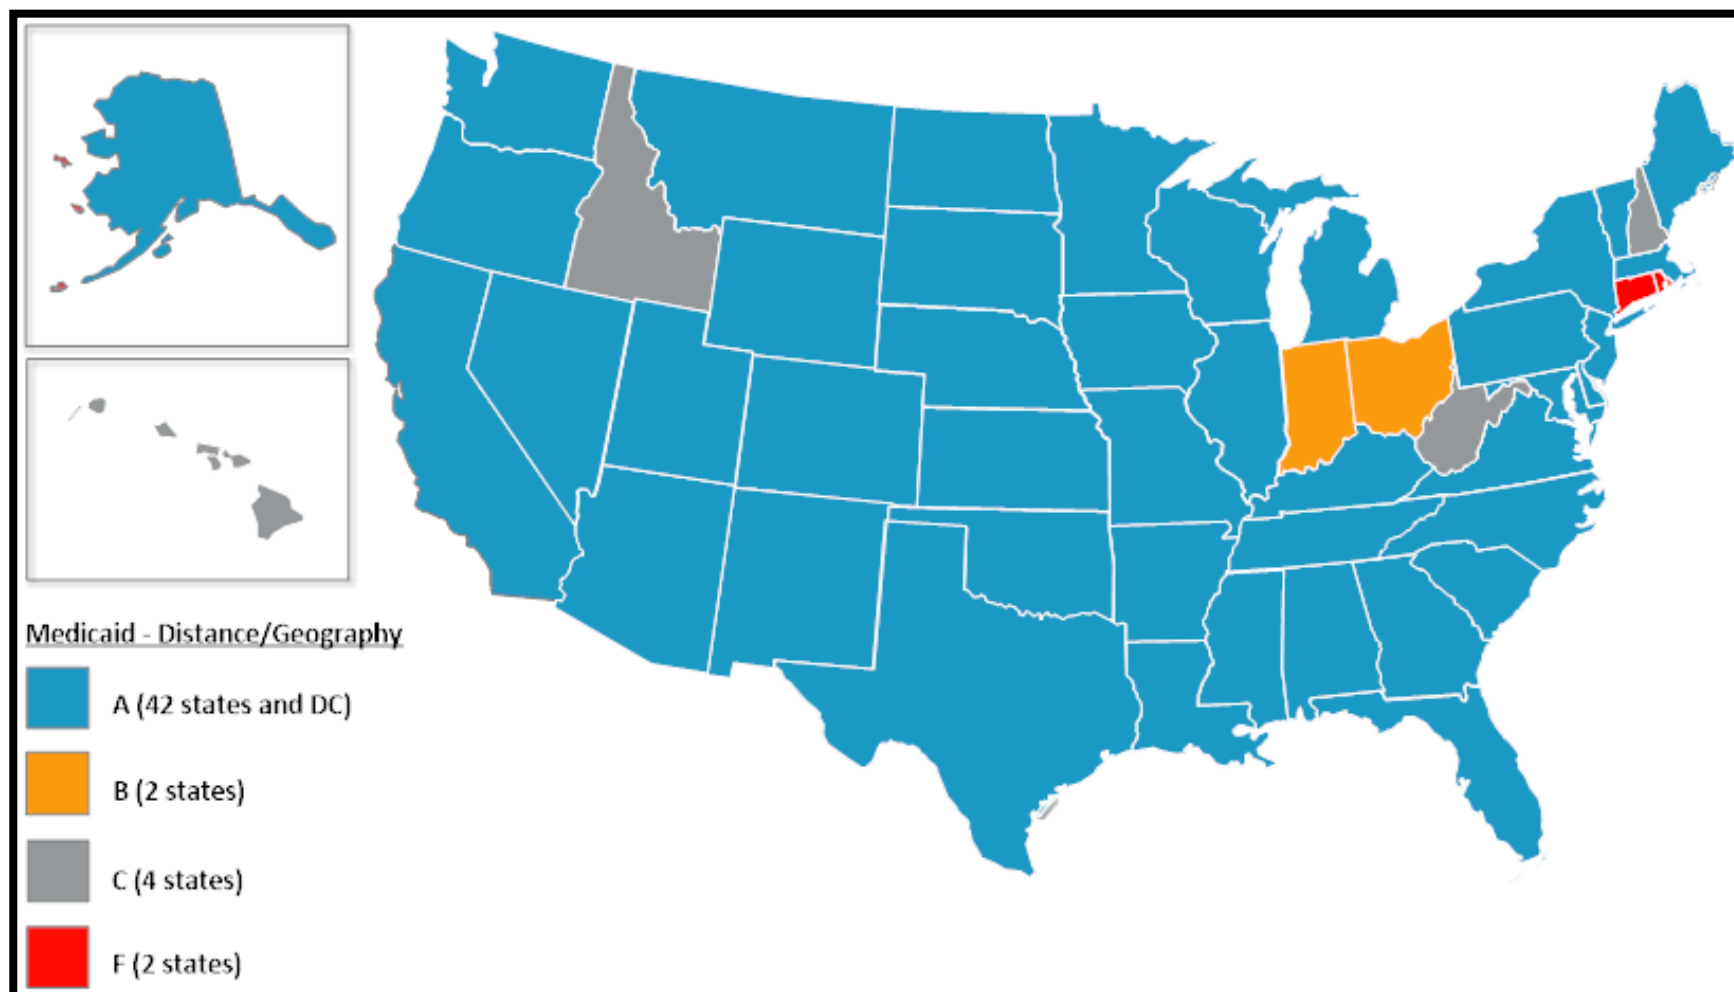 Medicaid - Distance/Geography
A (42 states and DC)
B (2 states)
C (4 states)
F (2 states)